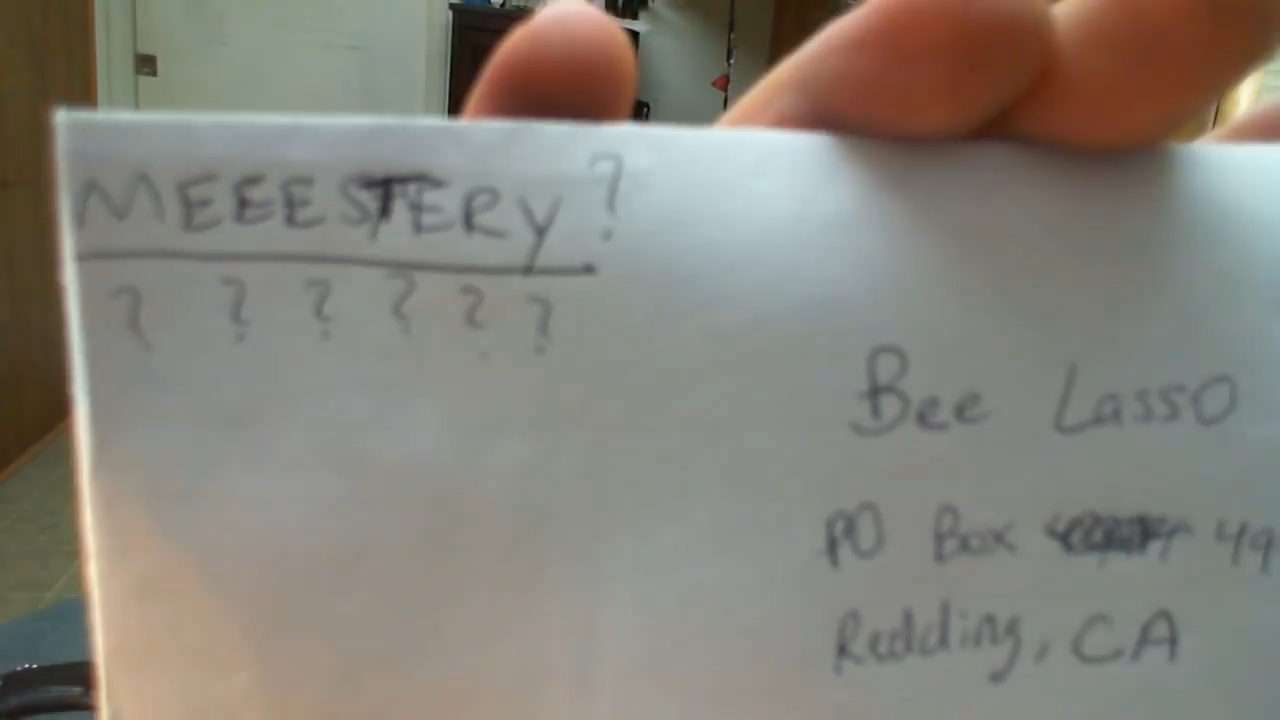 MEEESTERY?
? ? ? ? ? ?
Bee Lasso
PO Box 49
Redding, CA